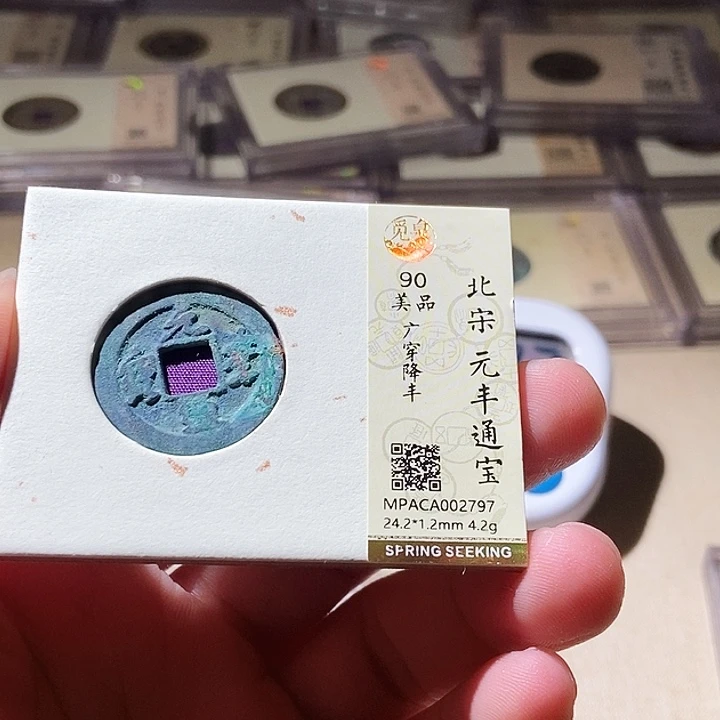 元
觅泉
90
美品
广穿降丰
北宋 元丰通宝
MPACA002797
24.2*1.2mm 4.2g
SPRING SEEKING